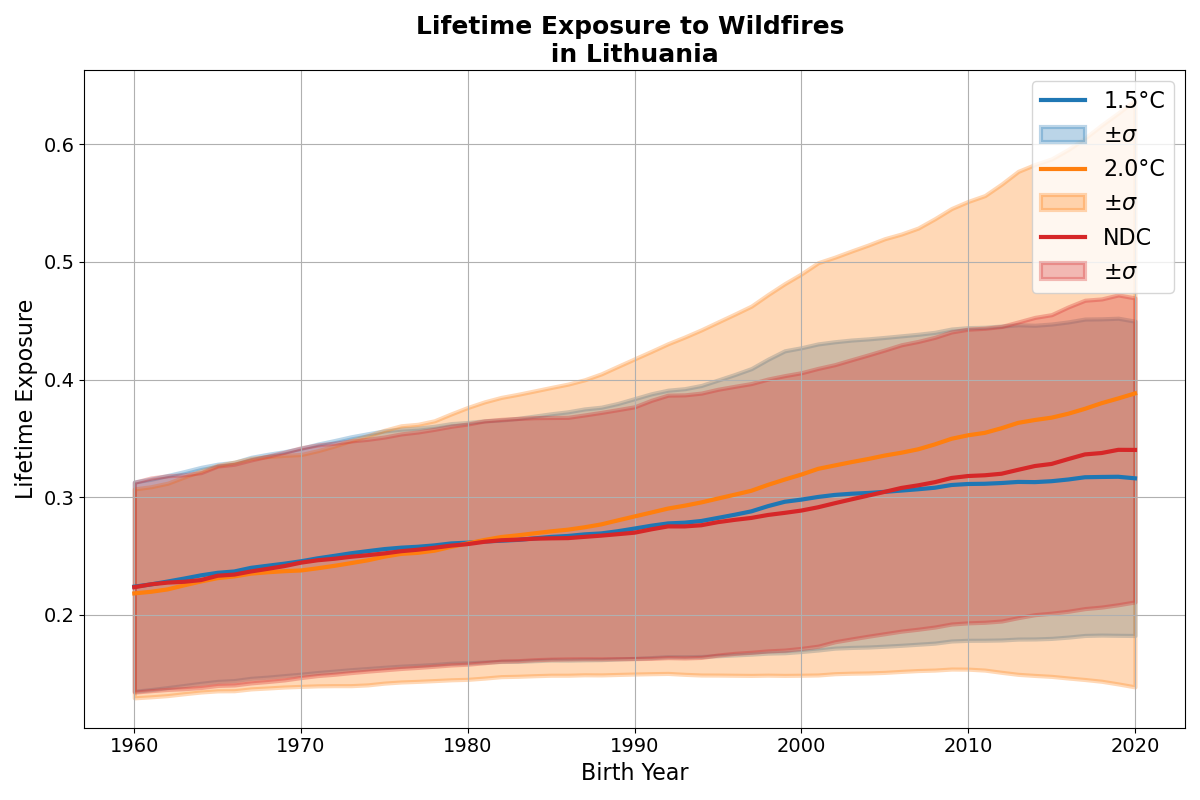 Lifetime Exposure to Wildfires
in Lithuania
Lifetime Exposure
0.6
0.5
0.4
0.3
0.2
1960
1970
1980
1990
2000
2010
2020
Birth Year
1.5°C
±σ
2.0°C
±σ
NDC
±σ